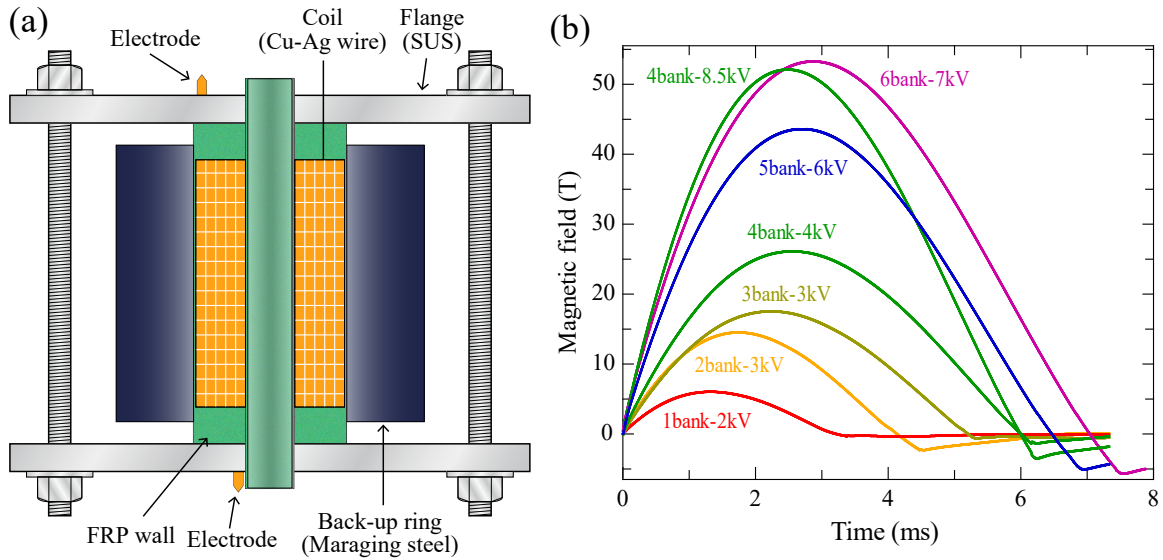 (a)
Electrode
Coil
(Cu-Ag wire)
Flange
(SUS)
FRP wall
Electrode
Back-up ring
(Maraging steel)
(b)
Magnetic field (T)
50
40
30
20
10
0
4bank-8.5kV
6bank-7kV
5bank-6kV
4bank-4kV
3bank-3kV
2bank-3kV
1bank-2kV
0
2
4
6
8
Time (ms)